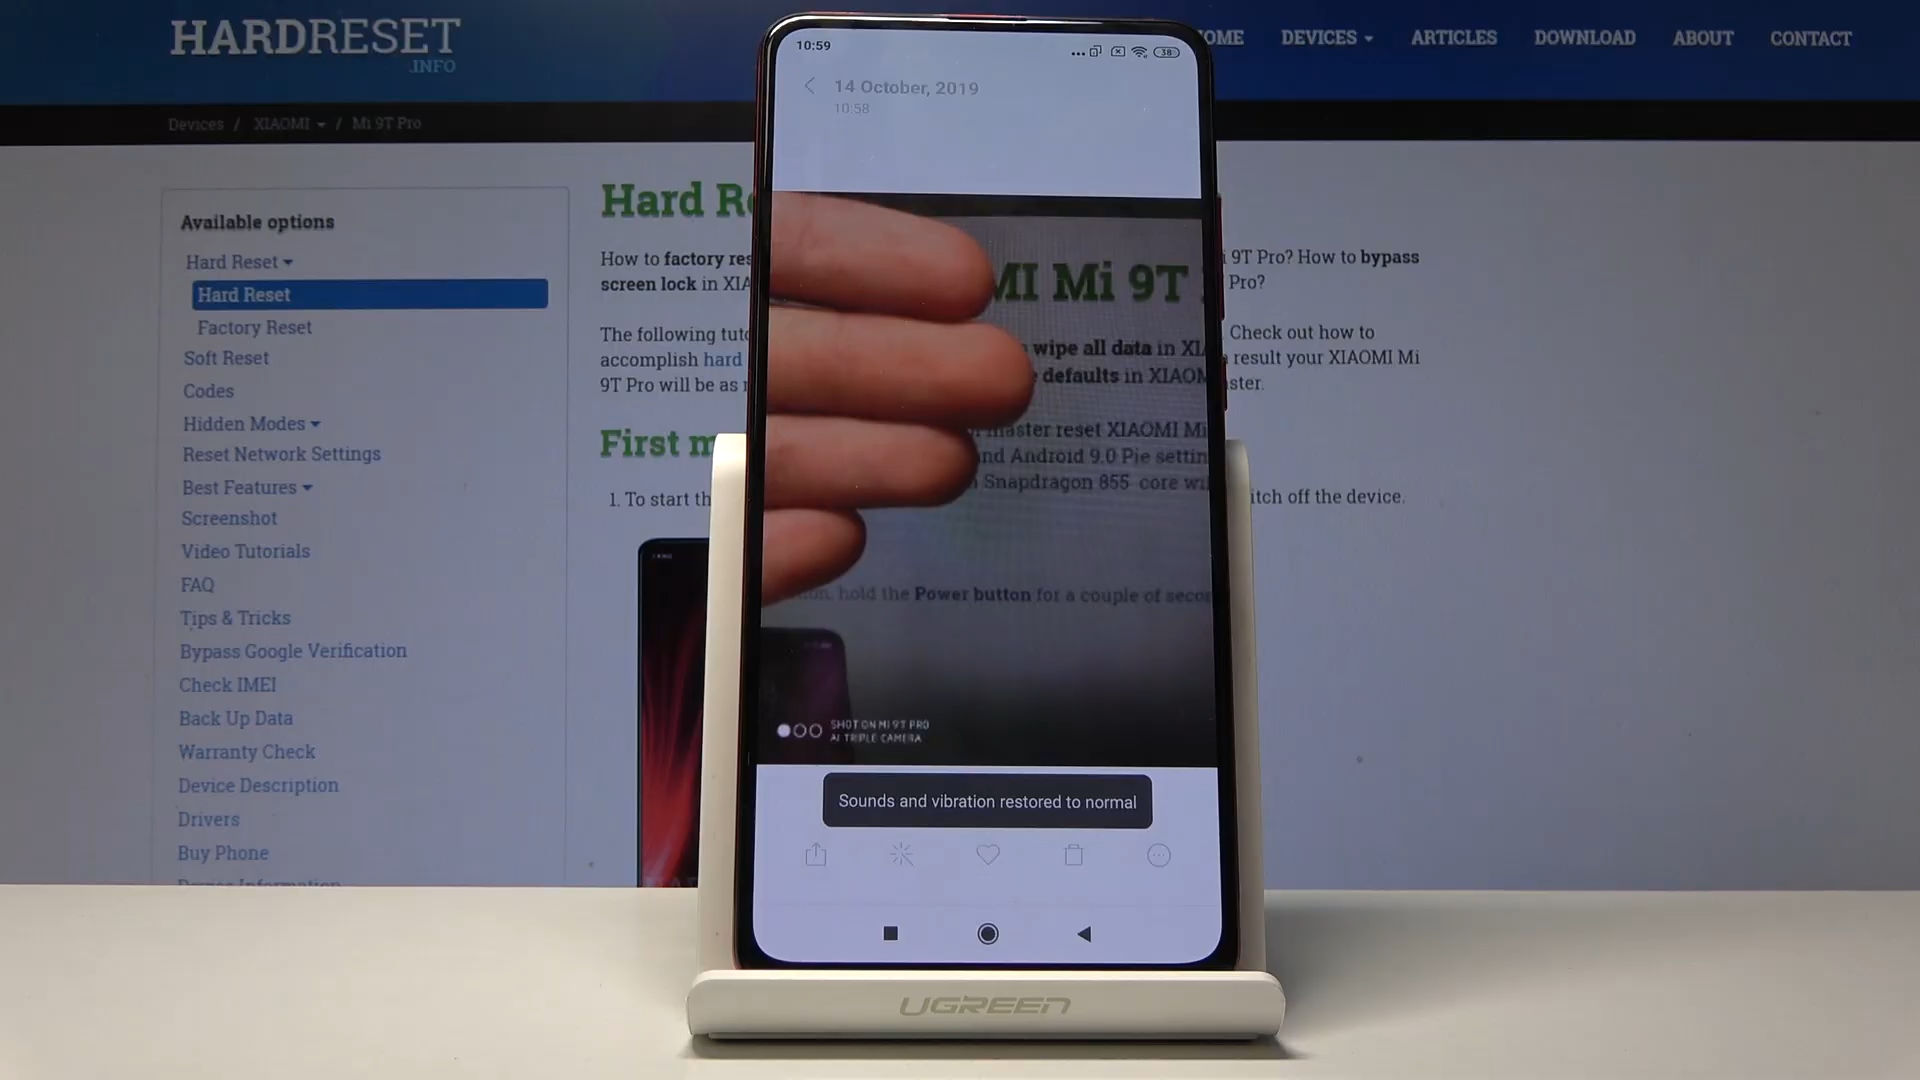 HARDRESET
.INFO
HOME DEVICES ARTICLES DOWNLOAD ABOUT CONTACT
Devices / XIAOMI / Mi 9T Pro
Available options
Hard Reset
Hard Reset
Factory Reset
Soft Reset
Codes
Hidden Modes
Reset Network Settings
Best Features
Screenshot
Video Tutorials
FAQ
Tips & Tricks
Bypass Google Verification
Check IMEI
Back Up Data
Warranty Check
Device Description
Drivers
Buy Phone
Hard Re
How to factory res
screen lock in XIA
The following tuto
accomplish hard
9T Pro will be as
First m
1. To start th
9T Pro? How to bypass
Pro?
Check out how to
result your XIAOMI Mi
itch off the device.
10:59
38
14 October, 2019
10:58
MI Mi 9T
wipe all data in XIA
defaults in XIAOM
master reset XIAOMI Mi
nd Android 9.0 Pie settin
Snapdragon 855 core wi
hold the Power button for a couple of secon
SHOT ON MI 9T PRO
AI TRIPLE CAMERA
Sounds and vibration restored to normal
UGREEN